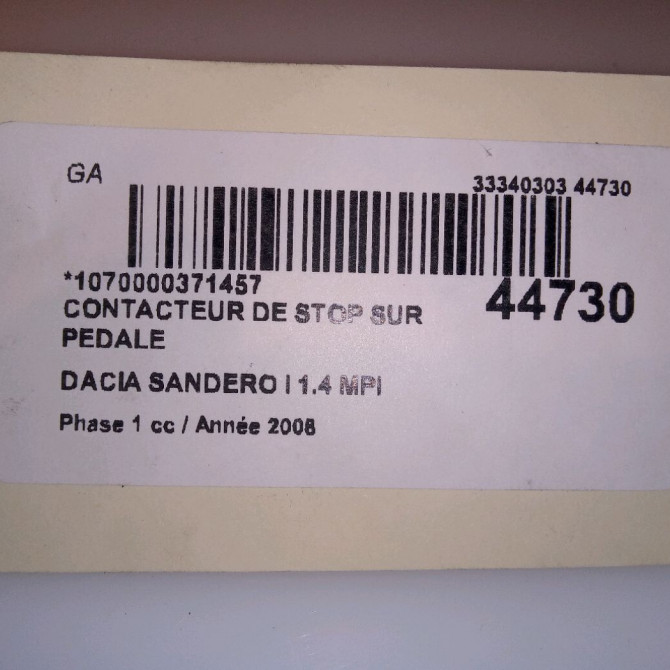 GA
33340303 44730
*1070000371457
44730
CONTACTEUR DE STOP SUR
PEDALE
DACIA SANDERO I 1.4 MPI
Phase 1 cc / Année 2008